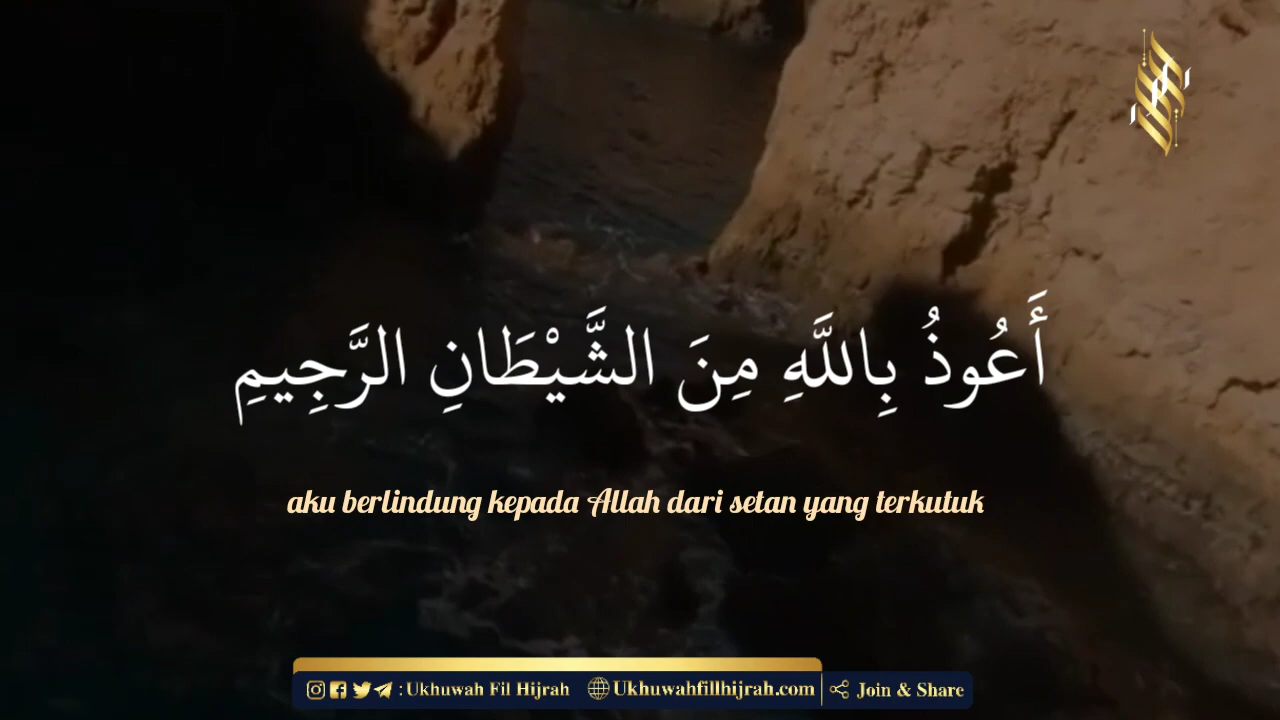 أَعُوذُ بِاللَّهِ مِنَ الشَّيْطَانِ الرَّجِيمِ
aku berlindung kepada Allah dari setan yang terkutuk
: Ukhuwah Fil Hijrah Ukhuwahfillhijrah.com Join & Share